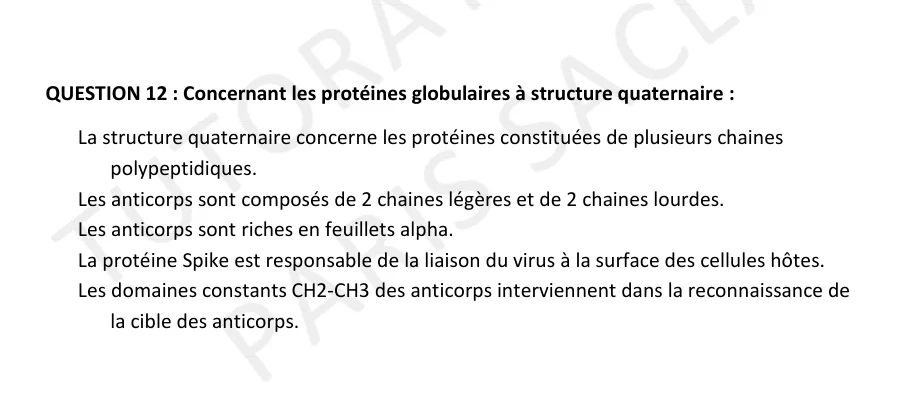 QUESTION 12 : Concernant les protéines globulaires à structure quaternaire :
La structure quaternaire concerne les protéines constituées de plusieurs chaines
polypeptidiques.
Les anticorps sont composés de 2 chaines légères et de 2 chaines lourdes.
Les anticorps sont riches en feuillets alpha.
La protéine Spike est responsable de la liaison du virus à la surface des cellules hôtes.
Les domaines constants CH2-CH3 des anticorps interviennent dans la reconnaissance de
la cible des anticorps.
TUTORAT
PARIS SACLA